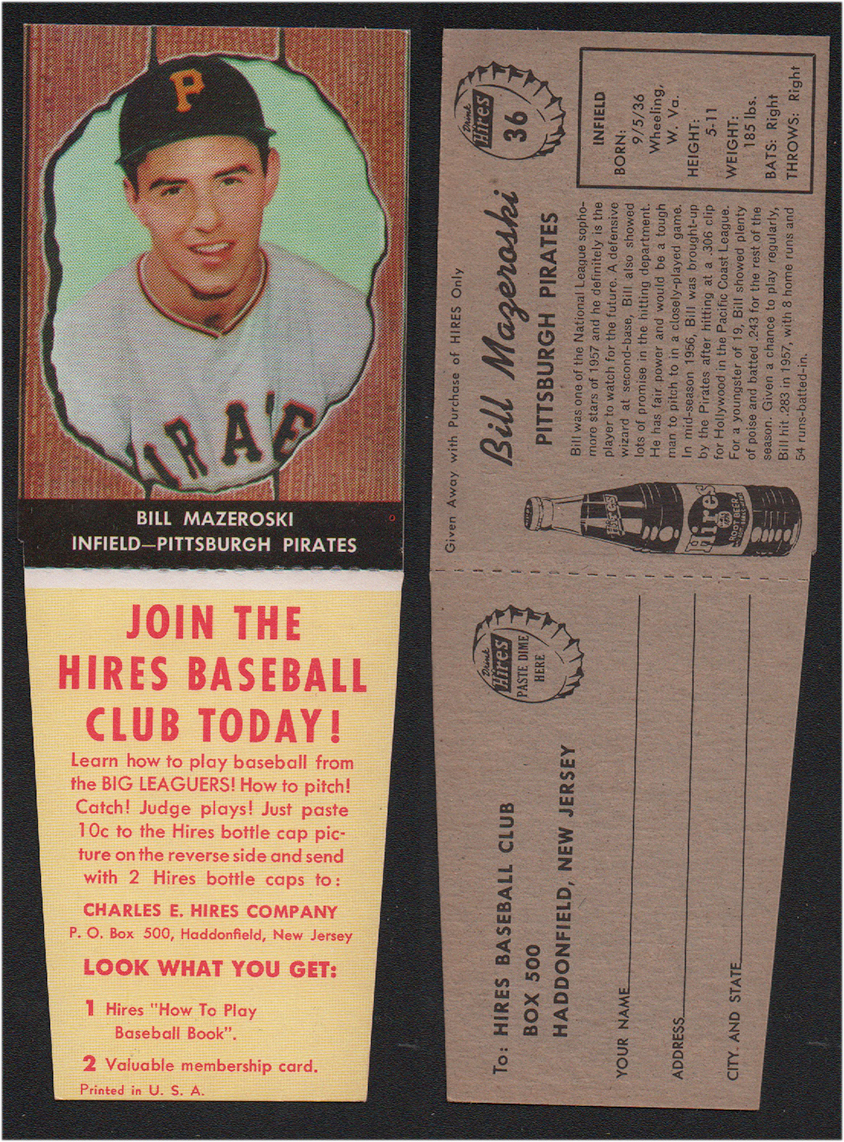 P
IRATE
BILL MAZEROSKI
INFIELD—PITTSBURGH PIRATES
JOIN THE
HIRES BASEBALL
CLUB TODAY!
Learn how to play baseball from
the BIG LEAGUERS! How to pitch!
Catch! Judge plays! Just paste
10c to the Hires bottle cap pic-
ture on the reverse side and send
with 2 Hires bottle caps to:
CHARLES E. HIRES COMPANY
P. O. Box 500, Haddonfield, New Jersey
LOOK WHAT YOU GET:
1 Hires "How To Play
Baseball Book".
2 Valuable membership card.
Printed in U. S. A.
Given Away with Purchase of HIRES Only
Bill Mazeroski
PITTSBURGH PIRATES
Drink
Hires
36
INFIELD
BORN:
9/5/36
Wheeling,
W. Va.
HEIGHT:
5-11
WEIGHT:
185 lbs.
BATS: Right
THROWS: Right
Bill was one of the National League sopho-
more stars of 1957 and he definitely is the
player to watch for the future. A defensive
wizard at second-base, Bill also showed
lots of promise in the hitting department.
He has fair power and would be a tough
man to pitch to in a closely-played game.
In mid-season 1956, Bill was brought-up
by the Pirates after hitting at a .306 clip
for Hollywood in the Pacific Coast League.
For a youngster of 19, Bill showed plenty
of poise and batted .243 for the rest of the
season. Given a chance to play regularly,
Bill hit .283 in 1957, with 8 home runs and
54 runs-batted-in.
Hires
Hires
ROOT BEER
Drink
Hires
PASTE DIME
HERE
To: HIRES BASEBALL CLUB
BOX 500
HADDONFIELD, NEW JERSEY
YOUR NAME
ADDRESS
CITY. AND STATE